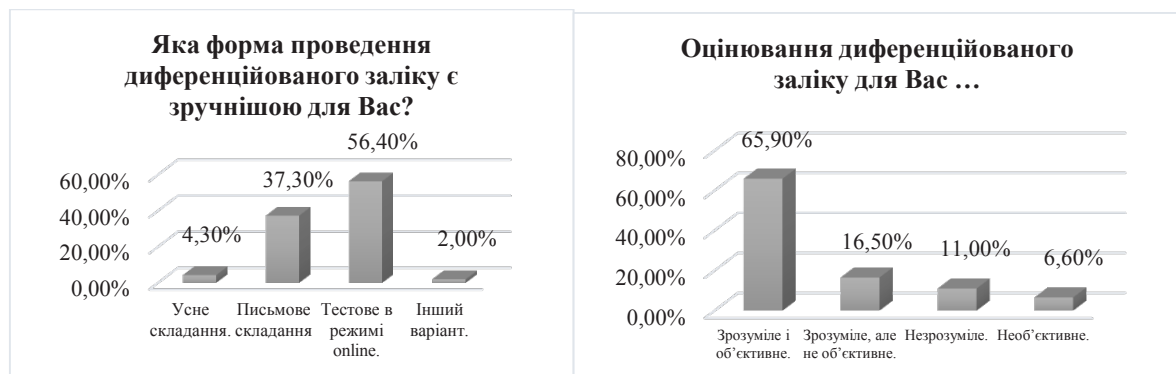 Яка форма проведення
диференційованого заліку є
зручнішою для Вас?
56,40%
60,00%
37,30%
40,00%
4,30%
2,00%
20,00%
0,00%
Усне
складання.
Письмове
складання
Тестове в
режимі
online.
Інший
варіант.
Оцінювання диференційованого
заліку для Вас …
65,90%
80,00%
60,00%
40,00%
16,50%
11,00%
6,60%
20,00%
0,00%
Зрозуміле і
об’єктивне.
Зрозуміле, але
не об’єктивне.
Незрозуміле.
Необ’єктивне.